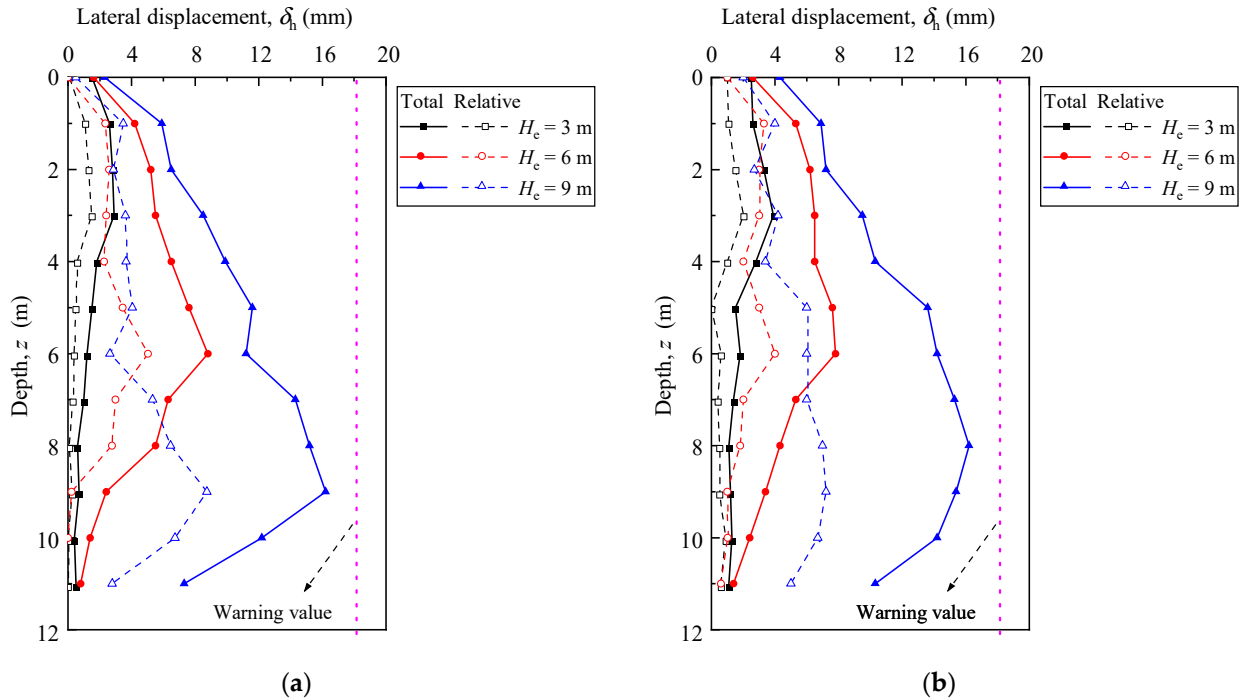 Lateral displacement, δh (mm)
0 4 8 12 16 20
0
2
4
6
8
10
12
Depth, z (m)
Total Relative
He = 3 m
He = 6 m
He = 9 m
Warning value
(a)
Lateral displacement, δh (mm)
0 4 8 12 16 20
0
2
4
6
8
10
12
Depth, z (m)
Total Relative
He = 3 m
He = 6 m
He = 9 m
Warning value
(b)